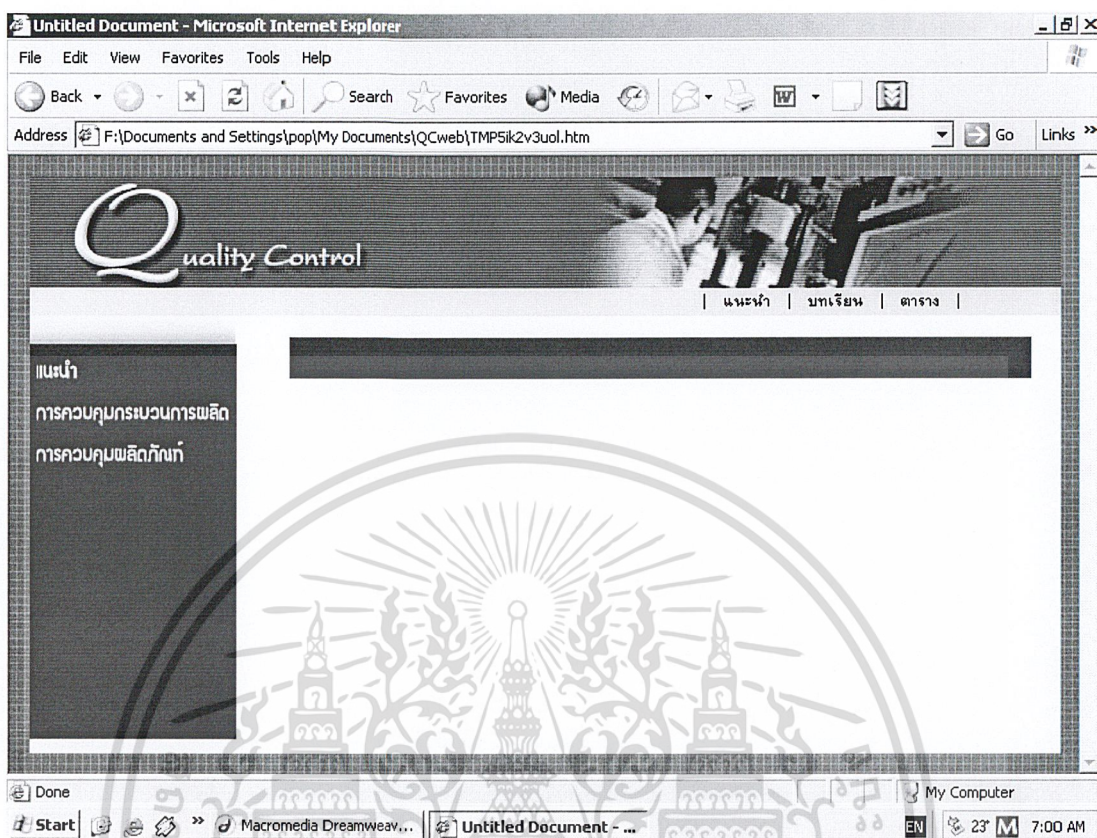 Untitled Document - Microsoft Internet Explorer
File Edit View Favorites Tools Help
Back Search Favorites Media
Address F:\Documents and Settings\pop\My Documents\QCweb\TMP5ik2v3uol.htm Go Links »
Quality Control
| แนะนำ | บทเรียน | ตาราง |
แนะนำ
การควบคุมกระบวนการผลิต
การควบคุมผลิตภัณฑ์
Done My Computer
Start » Macromedia Dreamweav... Untitled Document - ... EN 23° M 7:00 AM